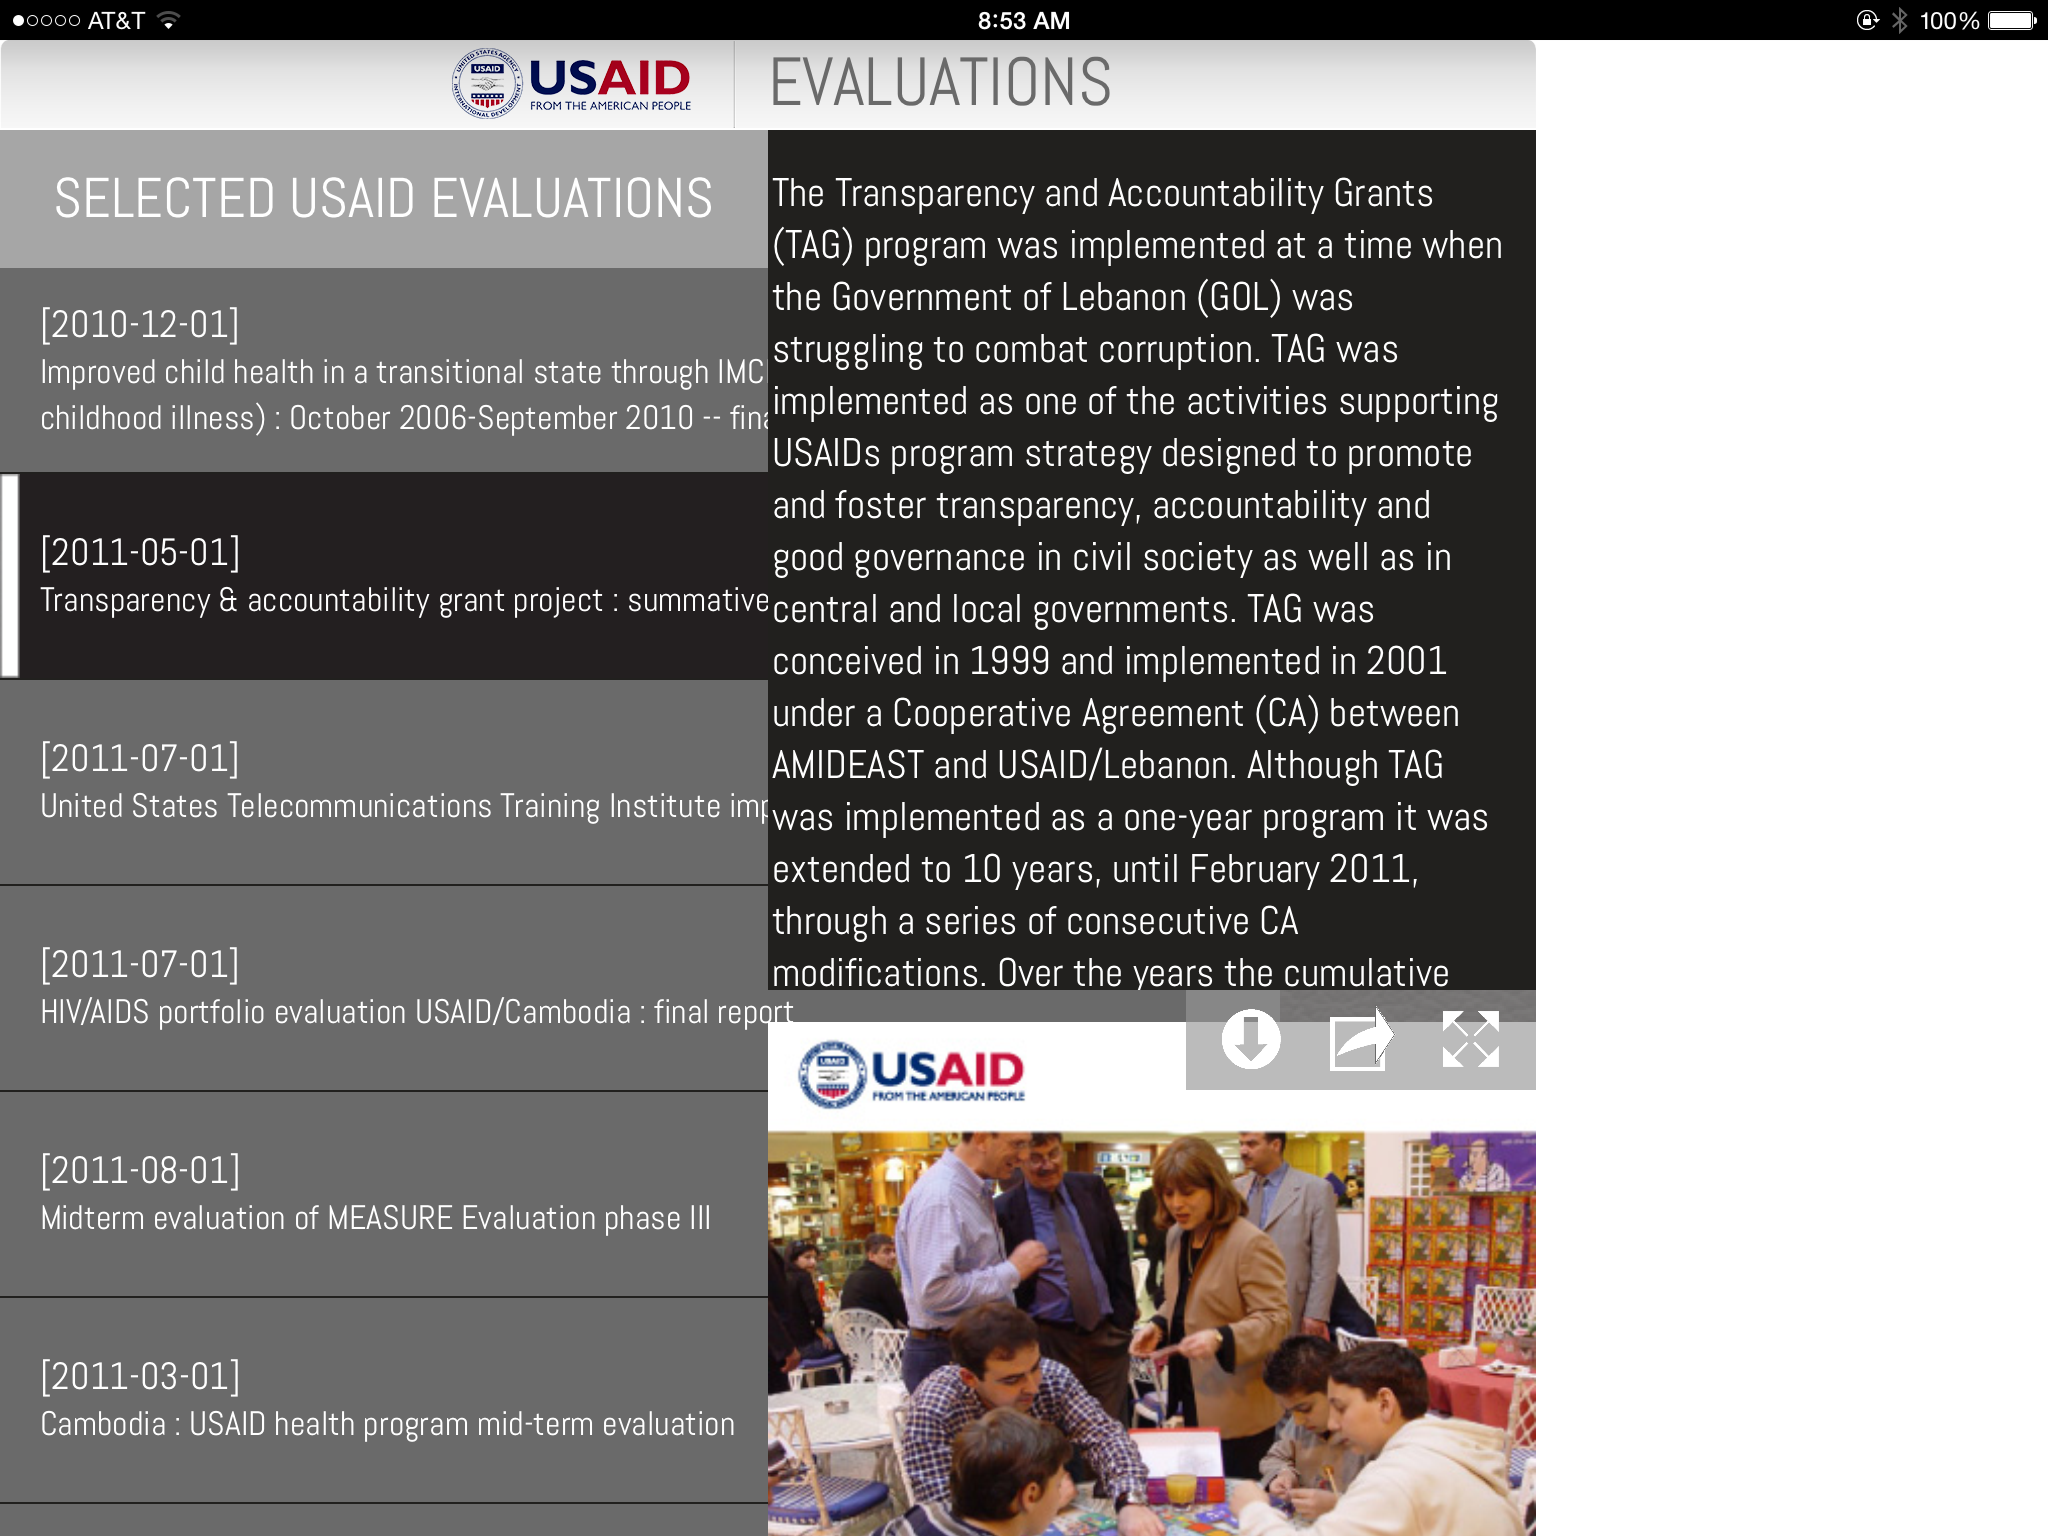 AT&T
8:53 AM
100%
USAID
FROM THE AMERICAN PEOPLE
EVALUATIONS
SELECTED USAID EVALUATIONS
[2010-12-01]
Improved child health in a transitional state through IMC
childhood illness) : October 2006-September 2010 -- fina
[2011-05-01]
Transparency & accountability grant project : summative
[2011-07-01]
United States Telecommunications Training Institute imp
[2011-07-01]
HIV/AIDS portfolio evaluation USAID/Cambodia : final report
[2011-08-01]
Midterm evaluation of MEASURE Evaluation phase III
[2011-03-01]
Cambodia : USAID health program mid-term evaluation
The Transparency and Accountability Grants
(TAG) program was implemented at a time when
the Government of Lebanon (GOL) was
struggling to combat corruption. TAG was
implemented as one of the activities supporting
USAIDs program strategy designed to promote
and foster transparency, accountability and
good governance in civil society as well as in
central and local governments. TAG was
conceived in 1999 and implemented in 2001
under a Cooperative Agreement (CA) between
AMIDEAST and USAID/Lebanon. Although TAG
was implemented as a one-year program it was
extended to 10 years, until February 2011,
through a series of consecutive CA
modifications. Over the years the cumulative
USAID
FROM THE AMERICAN PEOPLE